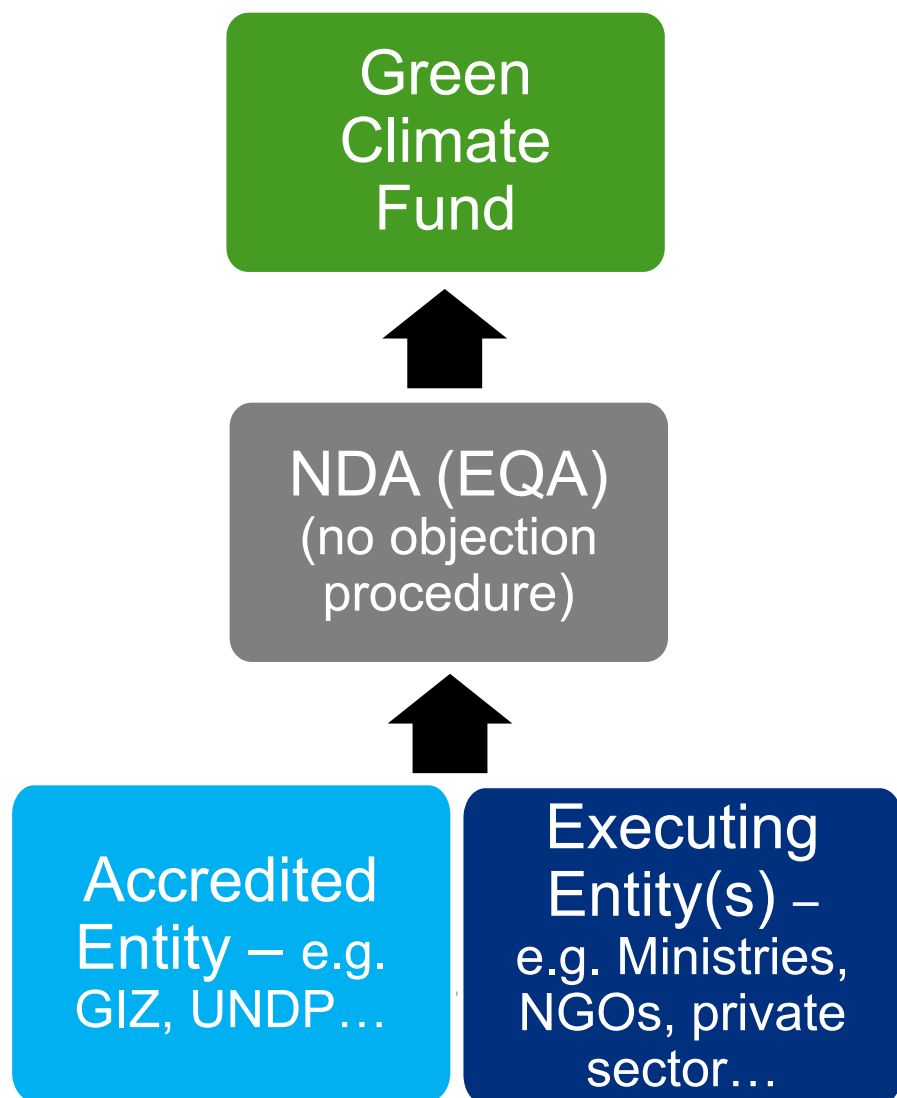 Green
Climate
Fund
NDA (EQA)
(no objection
procedure)
Accredited
Entity – e.g.
GIZ, UNDP…
Executing
Entity(s) –
e.g. Ministries,
NGOs, private
sector…